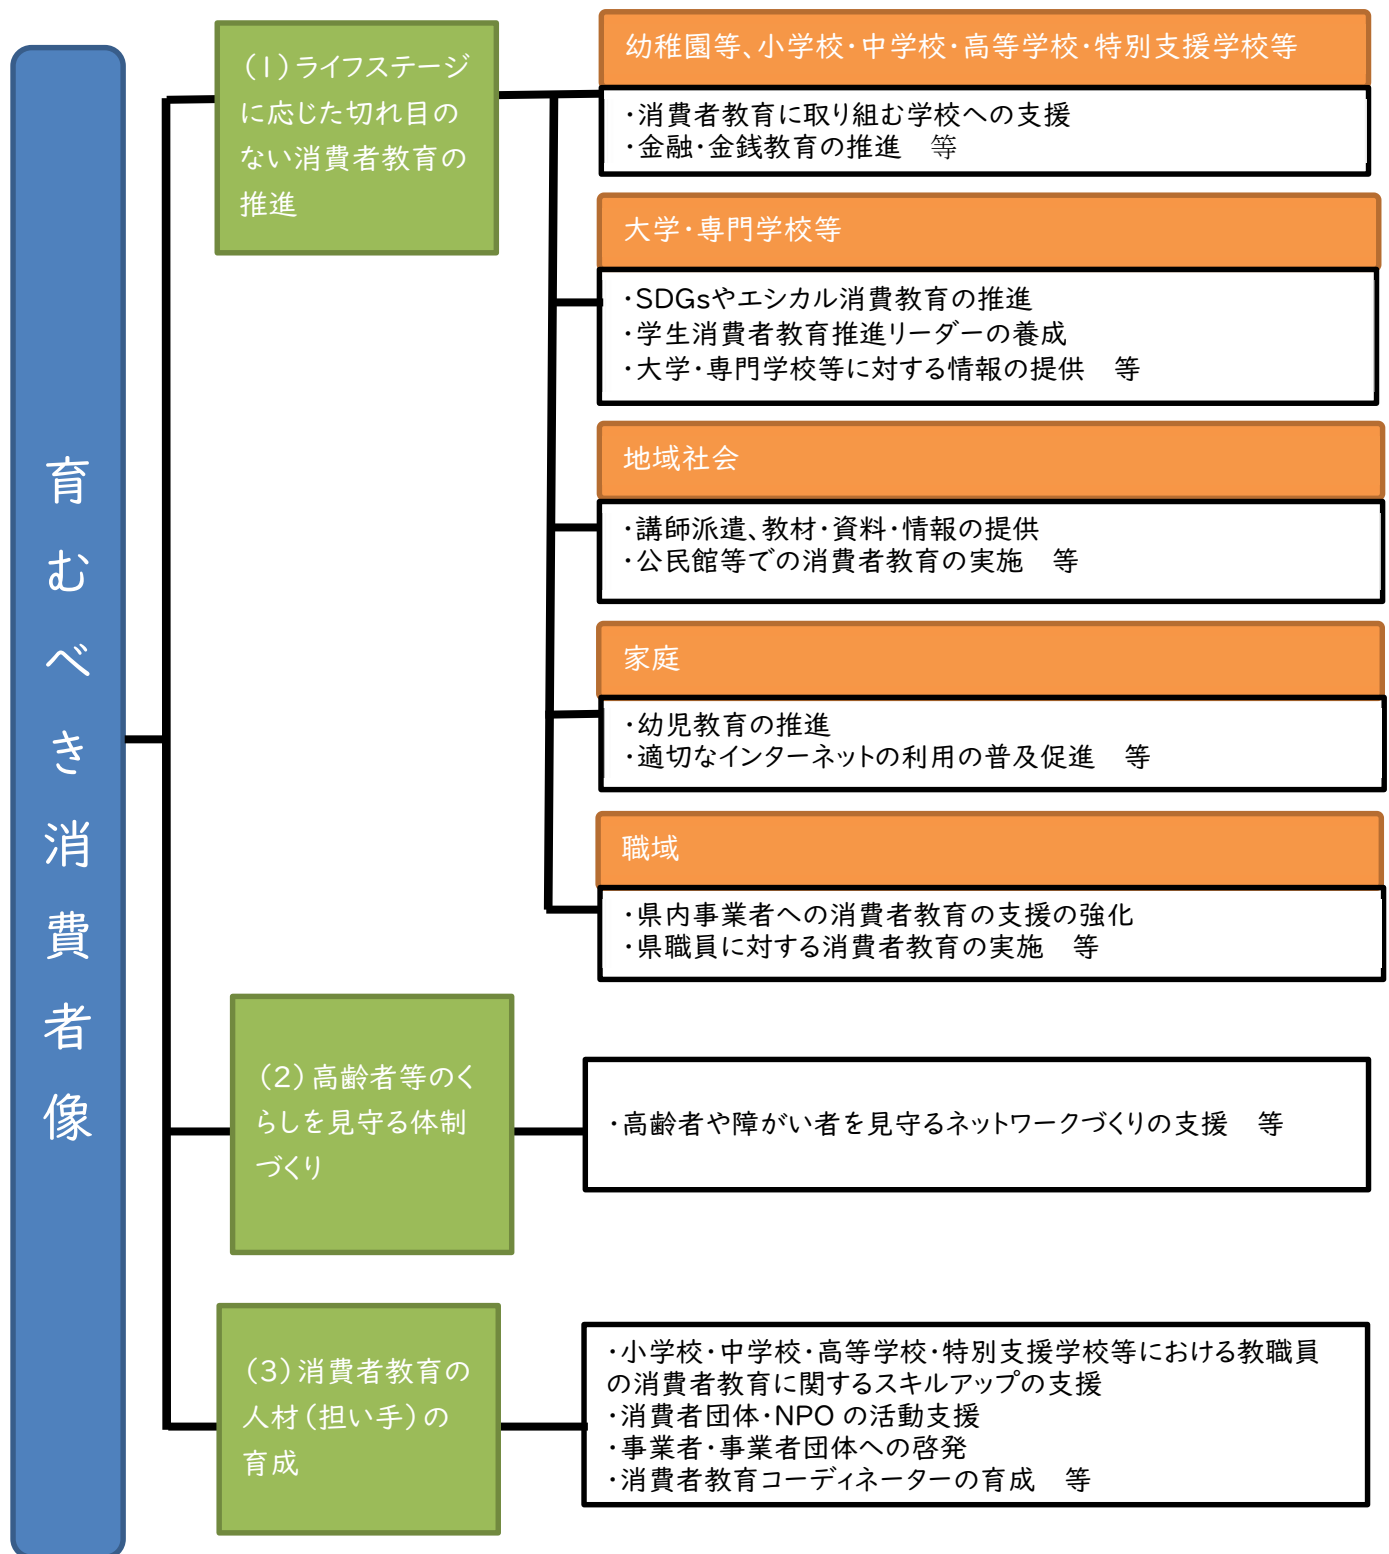 育むべき消費者像
(1)ライフステージ
に応じた切れ目の
ない消費者教育の
推進
幼稚園等、小学校・中学校・高等学校・特別支援学校等
・消費者教育に取り組む学校への支援
・金融・金銭教育の推進　等
大学・専門学校等
・SDGsやエシカル消費教育の推進
・学生消費者教育推進リーダーの養成
・大学・専門学校等に対する情報の提供　等
地域社会
・講師派遣、教材・資料・情報の提供
・公民館等での消費者教育の実施　等
家庭
・幼児教育の推進
・適切なインターネットの利用の普及促進　等
職域
・県内事業者への消費者教育の支援の強化
・県職員に対する消費者教育の実施　等
(2)高齢者等のく
らしを見守る体制
づくり
・高齢者や障がい者を見守るネットワークづくりの支援　等
(3)消費者教育の
人材(担い手)の
育成
・小学校・中学校・高等学校・特別支援学校等における教職員
の消費者教育に関するスキルアップの支援
・消費者団体・NPO の活動支援
・事業者・事業者団体への啓発
・消費者教育コーディネーターの育成　等